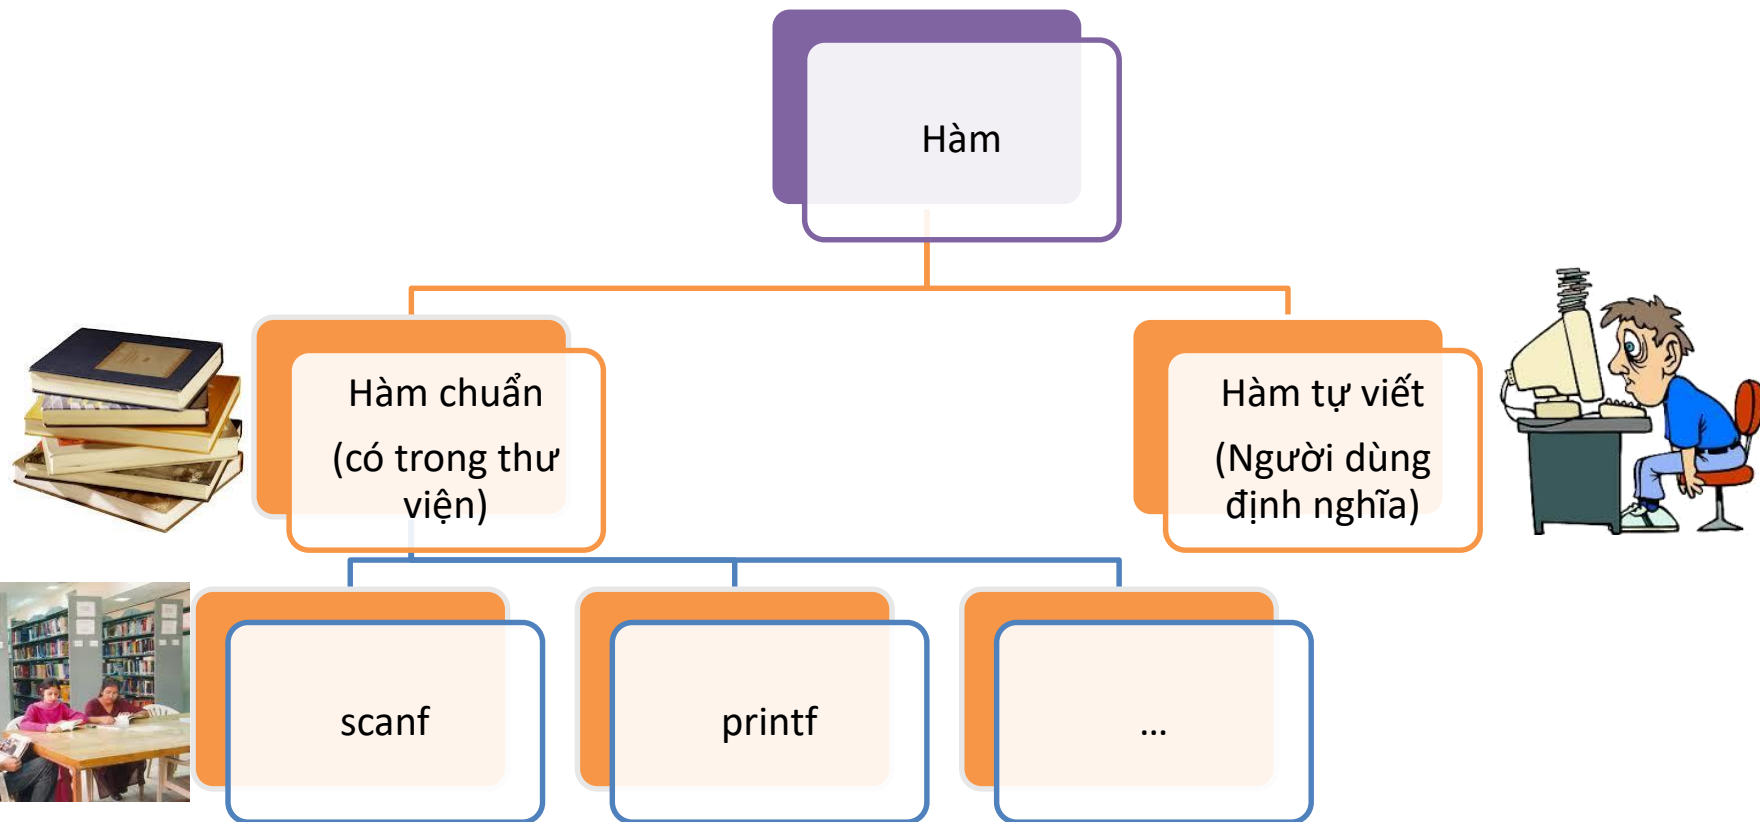 Hàm
Hàm chuẩn
(có trong thư
viện)
Hàm tự viết
(Người dùng
định nghĩa)
scanf
printf
...